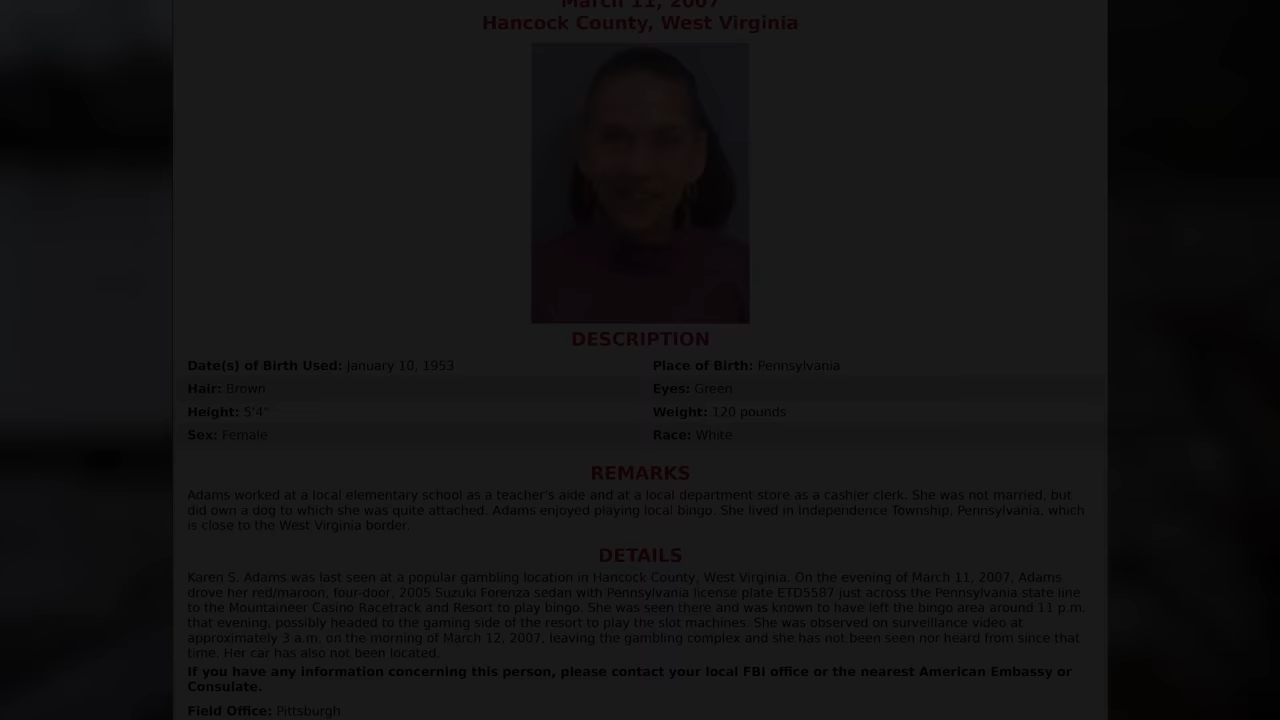 March 11, 2007
Hancock County, West Virginia
DESCRIPTION
Date(s) of Birth Used: January 10, 1953 Place of Birth: Pennsylvania
Hair: Brown Eyes: Green
Height: 5'4" Weight: 120 pounds
Sex: Female Race: White
REMARKS
Adams worked at a local elementary school as a teacher's aide and at a local department store as a cashier clerk. She was not married, but
did own a dog to which she was quite attached. Adams enjoyed playing local bingo. She lived in Independence Township, Pennsylvania, which
is close to the West Virginia border.
DETAILS
Karen S. Adams was last seen at a popular gambling location in Hancock County, West Virginia. On the evening of March 11, 2007, Adams
drove her red/maroon, four-door, 2005 Suzuki Forenza sedan with Pennsylvania license plate ETD5587 just across the Pennsylvania state line
to the Mountaineer Casino Racetrack and Resort to play bingo. She was seen there and was known to have left the bingo area around 11 p.m.
that evening, possibly headed to the gaming side of the resort to play the slot machines. She was observed on surveillance video at
approximately 3 a.m. on the morning of March 12, 2007, leaving the gambling complex and she has not been seen nor heard from since that
time. Her car has also not been located.
If you have any information concerning this person, please contact your local FBI office or the nearest American Embassy or
Consulate.
Field Office: Pittsburgh